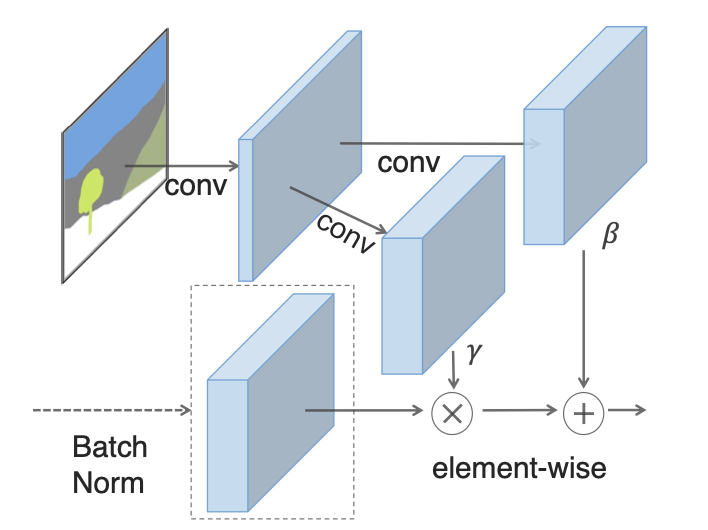 conv
conv
conv
β
γ
×
+
Batch
Norm
element-wise